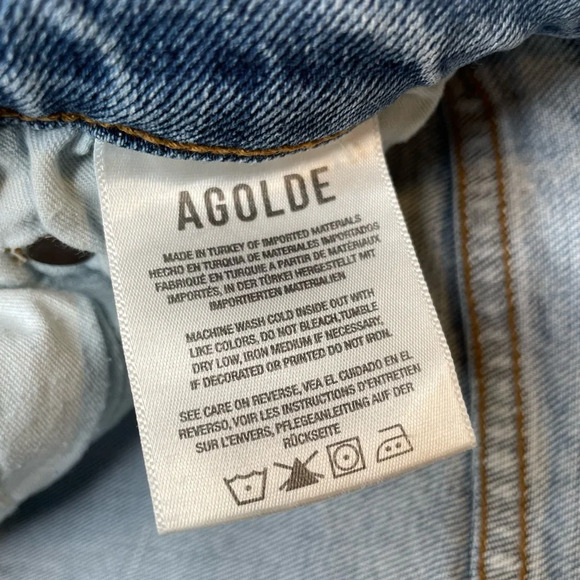 AGOLDE
MADE IN TURKEY OF IMPORTED MATERIALS
HECHO EN TURQUIA DE MATERIALES IMPORTADOS
FABRIQUÉ EN TURQUIE A PARTIR DE MATÉRIAUX
IMPORTÉS, IN DER TÜRKEI HERGESTELLT MIT
IMPORTIERTEN MATERIALIEN
MACHINE WASH COLD INSIDE OUT WITH
LIKE COLORS, DO NOT BLEACH,TUMBLE
DRY LOW, IRON MEDIUM IF NECESSARY,
IF DECORATED OR PRINTED DO NOT IRON.
SEE CARE ON REVERSE, VEA EL CUIDADO EN EL
REVERSO, VOIR LES INSTRUCTIONS D'ENTRETIEN
SUR L'ENVERS, PFLEGEANLEITUNG AUF DER
RÜCKSEITE